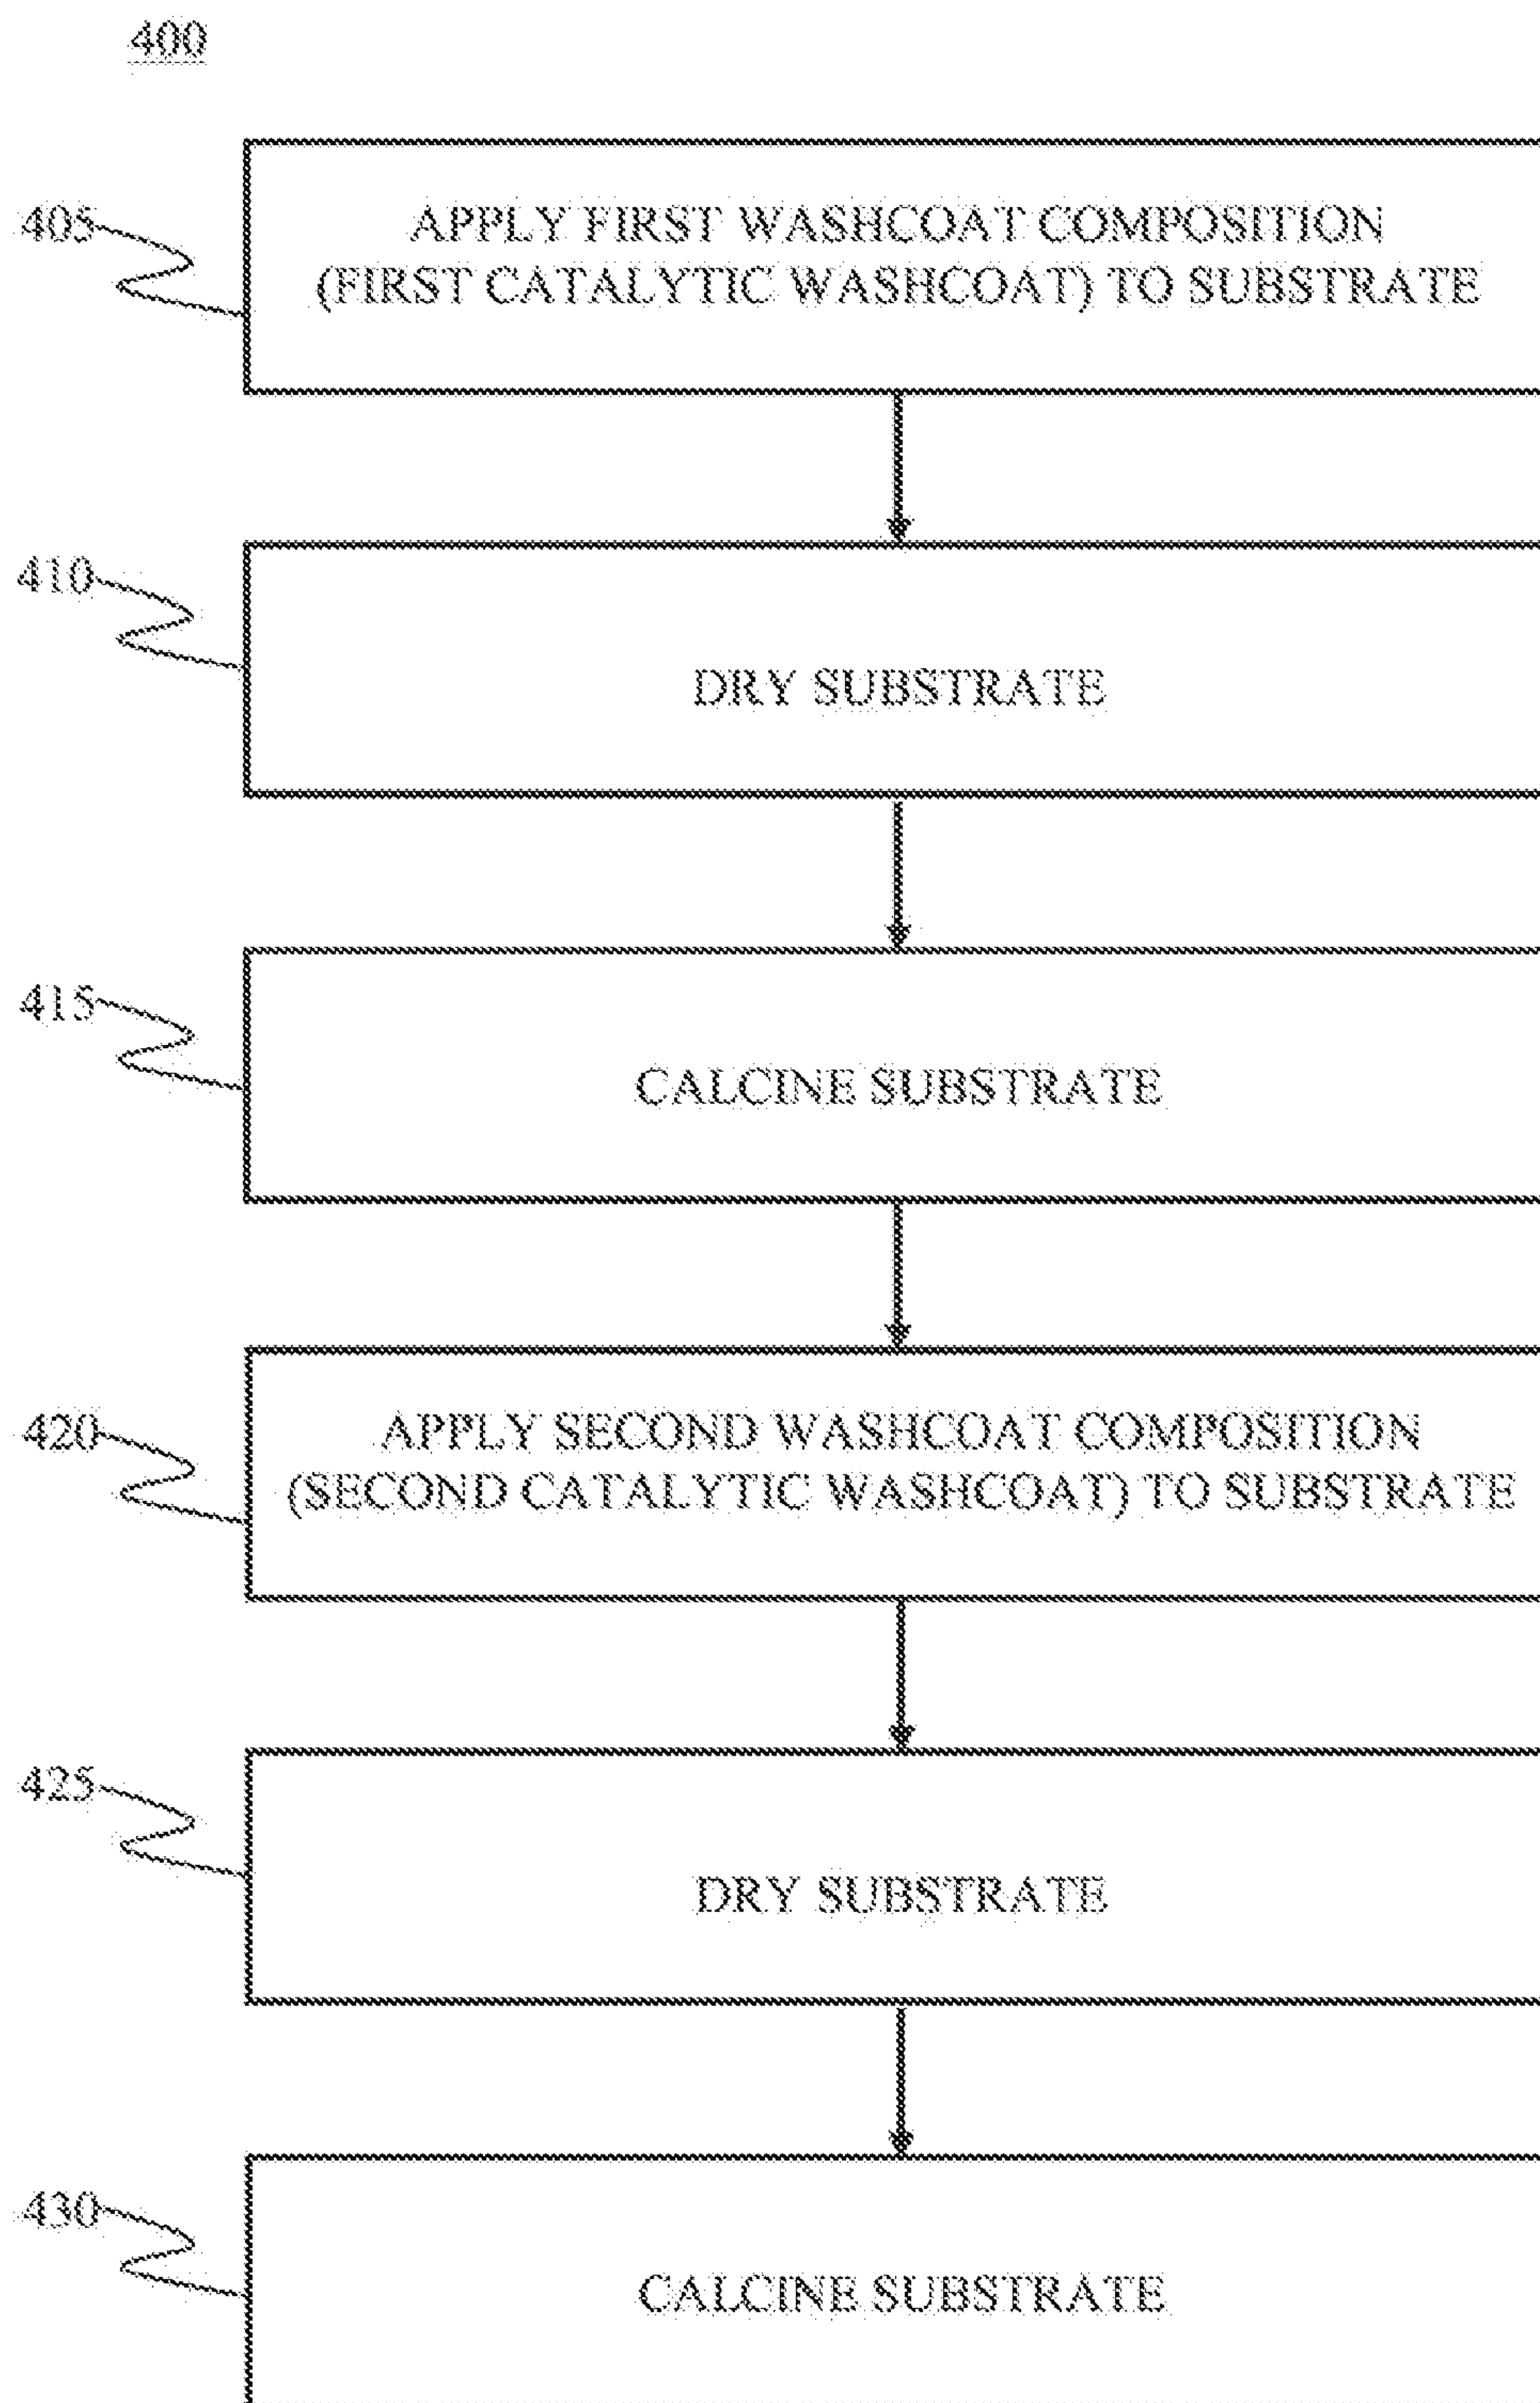 400
405
APPLY FIRST WASHCOAT COMPOSITION
(FIRST CATALYTIC WASHCOAT) TO SUBSTRATE
410
DRY SUBSTRATE
415
CALCINE SUBSTRATE
420
APPLY SECOND WASHCOAT COMPOSITION
(SECOND CATALYTIC WASHCOAT) TO SUBSTRATE
425
DRY SUBSTRATE
430
CALCINE SUBSTRATE